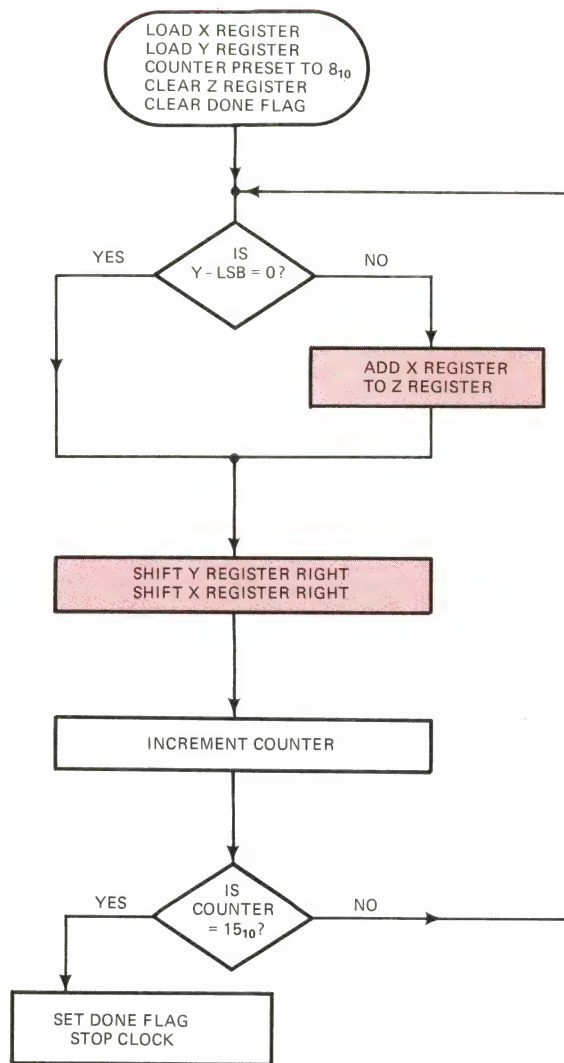 LOAD X REGISTER
LOAD Y REGISTER
COUNTER PRESET TO 8₁₀
CLEAR Z REGISTER
CLEAR DONE FLAG
IS
Y-LSB = 0?
YES
NO
ADD X REGISTER
TO Z REGISTER
SHIFT Y REGISTER RIGHT
SHIFT X REGISTER RIGHT
INCREMENT COUNTER
IS
COUNTER
= 15₁₀?
YES
NO
SET DONE FLAG
STOP CLOCK